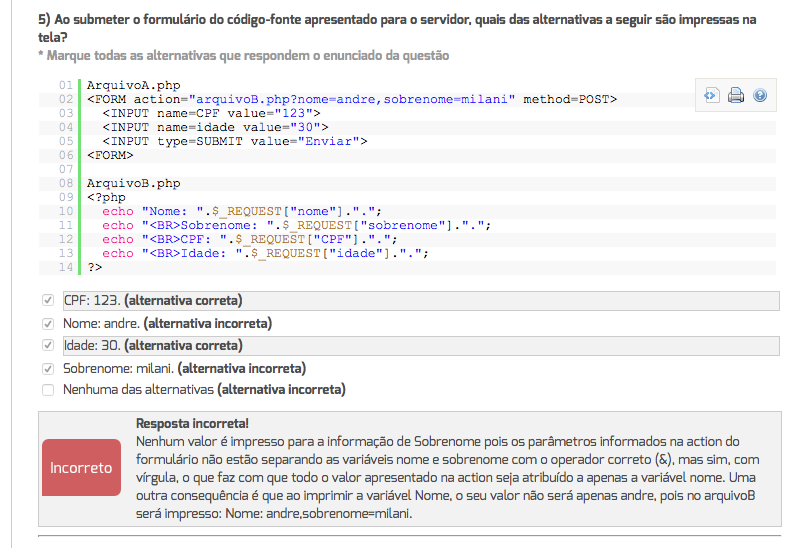 5) Ao submeter o formulário do código-fonte apresentado para o servidor, quais das alternativas a seguir são impressas na
tela?
* Marque todas as alternativas que respondem o enunciado da questão
01 ArquivoA.php
02 <FORM action="arquivoB.php?nome=andre,sobrenome=milani" method=POST>
03 <INPUT name=CPF value="123">
04 <INPUT name=idade value="30">
05 <INPUT type=SUBMIT value="Enviar">
06 <FORM>
07
08 ArquivoB.php
09 <?php
10 echo "Nome: ".$_REQUEST["nome"].".";
11 echo "<BR>Sobrenome: ".$_REQUEST["sobrenome"].".";
12 echo "<BR>CPF: ".$_REQUEST["CPF"].".";
13 echo "<BR>Idade: ".$_REQUEST["idade"].".";
14 ?>
CPF: 123. (alternativa correta)
Nome: andre. (alternativa incorreta)
Idade: 30. (alternativa correta)
Sobrenome: milani. (alternativa incorreta)
Nenhuma das alternativas (alternativa incorreta)
Incorreto
Resposta incorreta!
Nenhum valor é impresso para a informação de Sobrenome pois os parâmetros informados na action do
formulário não estão separando as variáveis nome e sobrenome com o operador correto (&), mas sim, com
vírgula, o que faz com que todo o valor apresentado na action seja atribuído a apenas a variável nome. Uma
outra consequência é que ao imprimir a variável Nome, o seu valor não será apenas andre, pois no arquivoB
será impresso: Nome: andre,sobrenome=milani.